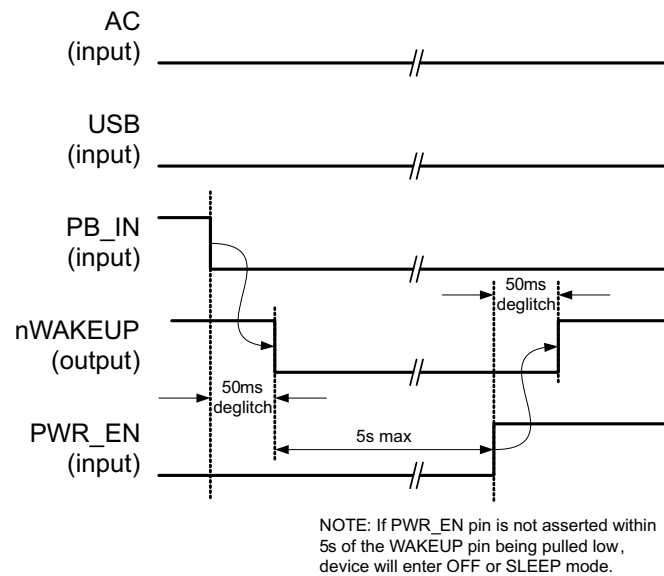 AC
(input)
USB
(input)
PB_IN
(input)
50ms
deglitch
nWAKEUP
(output)
50ms
deglitch
PWR_EN
(input)
5s max
NOTE: If PWR_EN pin is not asserted within
5s of the WAKEUP pin being pulled low,
device will enter OFF or SLEEP mode.